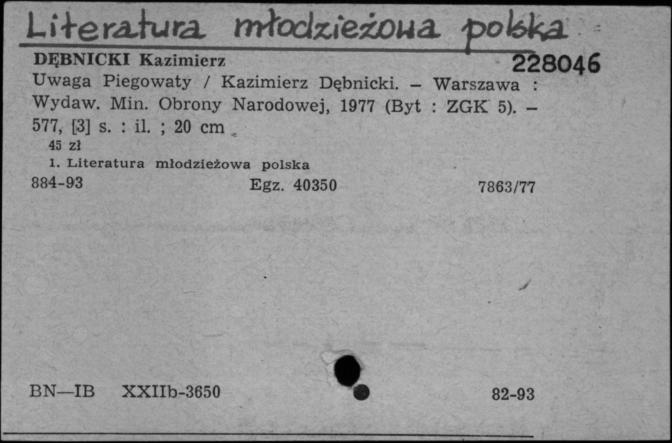 Literatura młodzieżowa polska
DĘBNICKI Kazimierz
228046
Uwaga Piegowaty / Kazimierz Dębnicki. — Warszawa :
Wydaw. Min. Obrony Narodowej, 1977 (Byt : ZGK 5). —
577, [3] s. : il. ; 20 cm
45 zł
1. Literatura młodzieżowa polska
884-93 Egz. 40350 7863/77
BN—IB XXIIb-3650 82-93